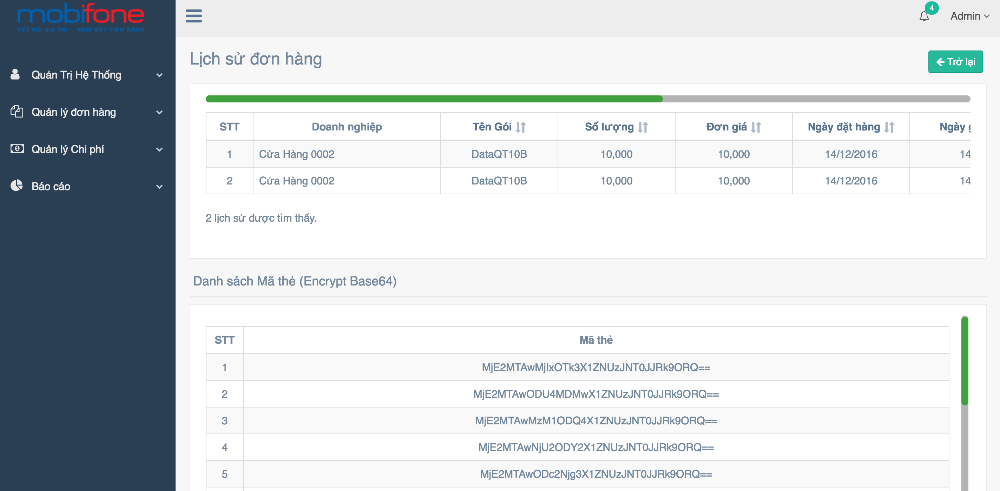 mobifone
KẾT NỐI GIÁ TRỊ - KHƠI DẬY TIỀM NĂNG
4
Admin
Quản Trị Hệ Thống
Quản lý đơn hàng
Quản lý Chi phí
Báo cáo
Lịch sử đơn hàng
Trở lại
STT Doanh nghiệp Tên Gói Số lượng Đơn giá Ngày đặt hàng Ngày
1 Cửa Hàng 0002 DataQT10B 10,000 10,000 14/12/2016 14
2 Cửa Hàng 0002 DataQT10B 10,000 10,000 14/12/2016 14
2 lịch sử được tìm thấy.
Danh sách Mã thẻ (Encrypt Base64)
STT Mã thẻ
1 MjE2MTAwMjIxOTk3X1ZNUzJNT0JJRk9ORQ==
2 MjE2MTAwODU4MDMwX1ZNUzJNT0JJRk9ORQ==
3 MjE2MTAwMzM1ODQ4X1ZNUzJNT0JJRk9ORQ==
4 MjE2MTAwNjU2ODY2X1ZNUzJNT0JJRk9ORQ==
5 MjE2MTAwODc2Njg3X1ZNUzJNT0JJRk9ORQ==